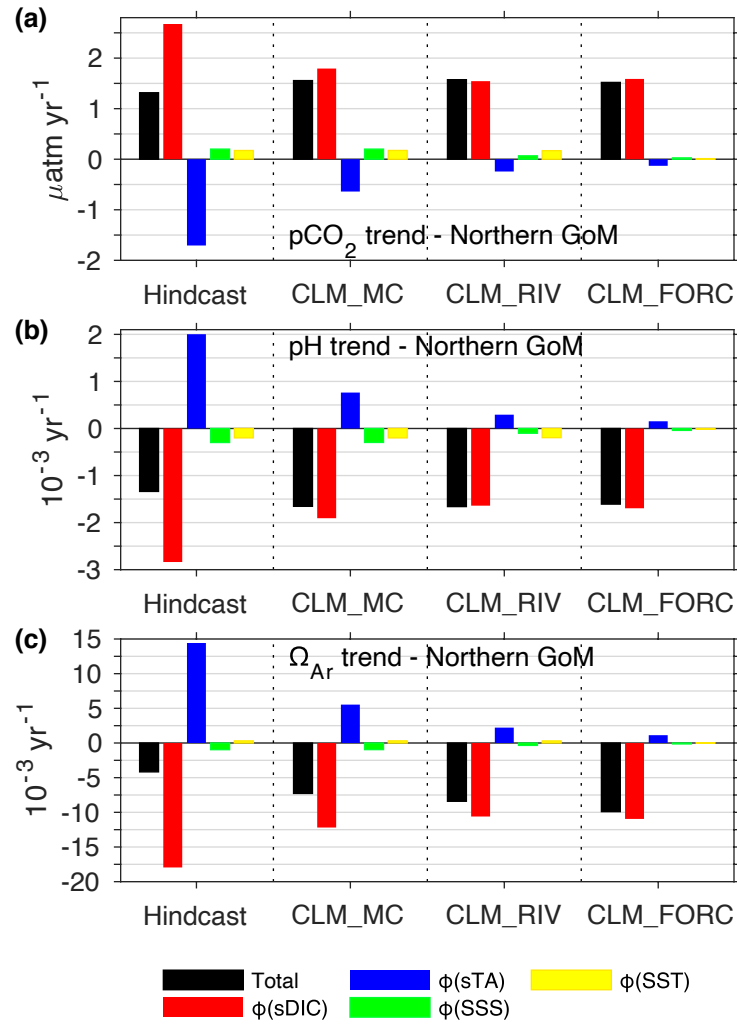 (a)
2
1
0
-1
-2
μatm yr-1
pCO2 trend - Northern GoM
Hindcast CLM_MC CLM_RIV CLM_FORC
(b)
2
1
0
-1
-2
-3
10-3 yr-1
pH trend - Northern GoM
Hindcast CLM_MC CLM_RIV CLM_FORC
(c)
15
10
5
0
-5
-10
-15
-20
10-3 yr-1
ΩAr trend - Northern GoM
Hindcast CLM_MC CLM_RIV CLM_FORC
Total ϕ(sTA) ϕ(SST)
ϕ(sDIC) ϕ(SSS)